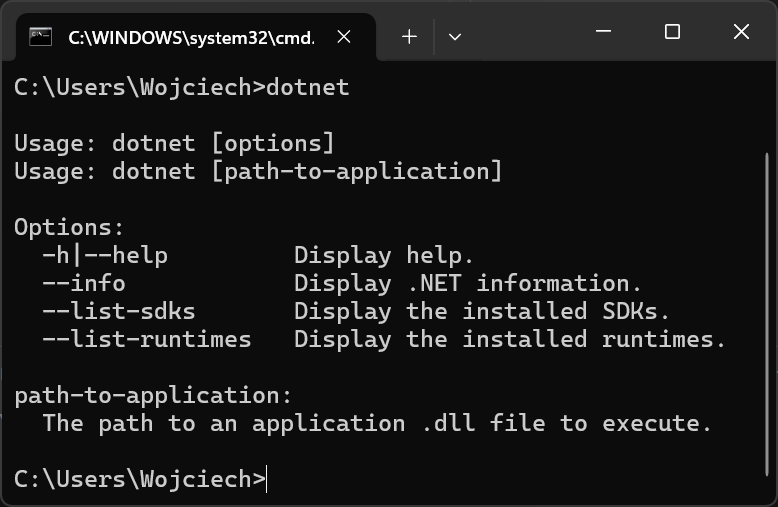 C:\WINDOWS\system32\cmd.
C:\Users\Wojciech>dotnet
Usage: dotnet [options]
Usage: dotnet [path-to-application]
Options:
-h|--help Display help.
--info Display .NET information.
--list-sdks Display the installed SDKs.
--list-runtimes Display the installed runtimes.
path-to-application:
The path to an application .dll file to execute.
C:\Users\Wojciech>